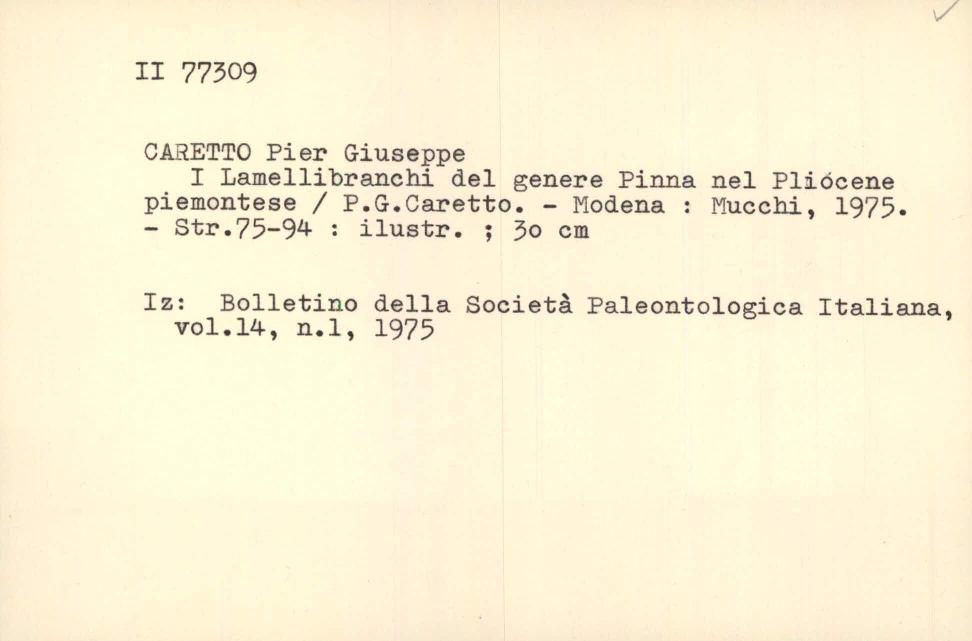 II 77309
CARETTO Pier Giuseppe
I Lamellibranchi del genere Pinna nel Pliócene
piemontese / P.G.Caretto. - Modena : Mucchi, 1975.
- Str.75-94 : ilustr. ; 3o cm
Iz: Bolletino della Società Paleontologica Italiana,
vol.14, n.1, 1975